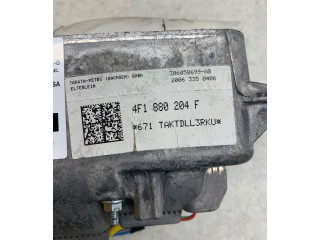 TAKATA-PETRI (SACHSEN) GMBH
ELTERLEIN
306050699-AB
2006 335 0406
4F1 880 204 F
*671 TAKTDLL3RKU*